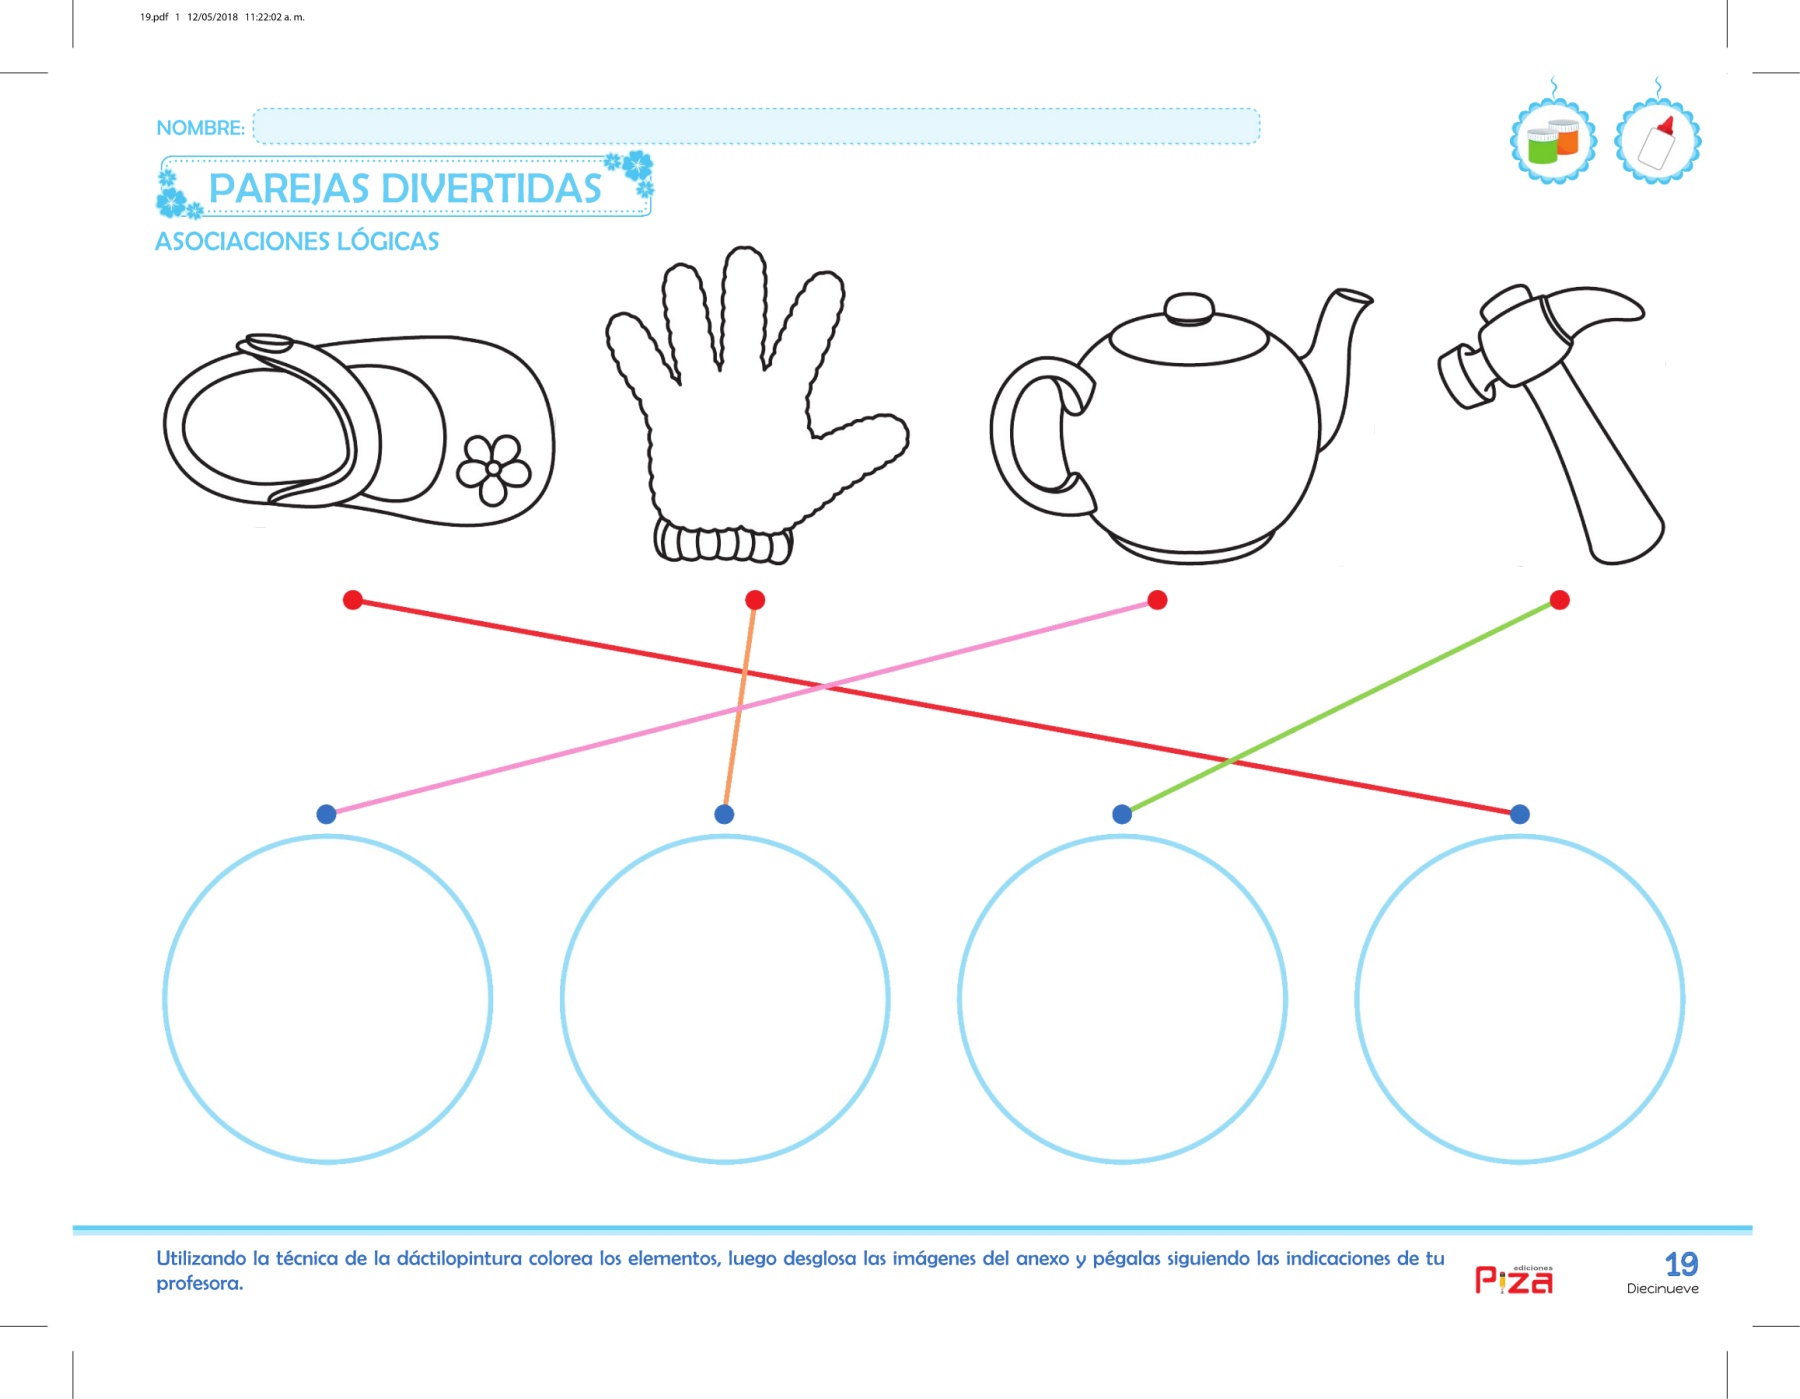 19.pdf 1 12/05/2018 11:22:02 a. m.
NOMBRE:
PAREJAS DIVERTIDAS
ASOCIACIONES LÓGICAS
Utilizando la técnica de la dáctilopintura colorea los elementos, luego desglosa las imágenes del anexo y pégalas siguiendo las indicaciones de tu
profesora.
ediciones
Piza
19
Diecinueve